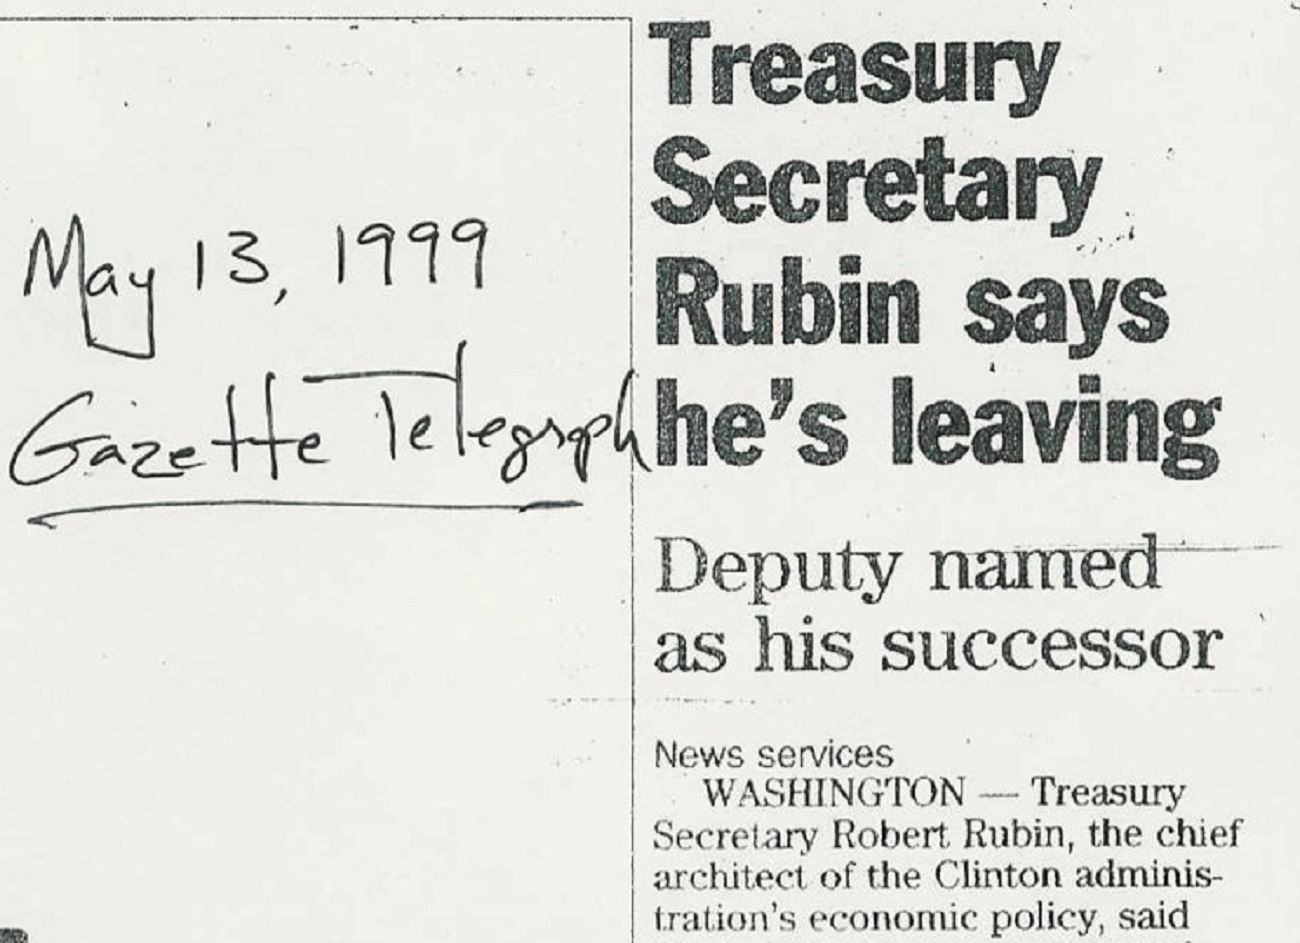 May 13, 1999
Gazette Telegraph
Treasury
Secretary
Rubin says
he's leaving
Deputy named
as his successor
News services
WASHINGTON — Treasury
Secretary Robert Rubin, the chief
architect of the Clinton adminis-
tration's economic policy, said